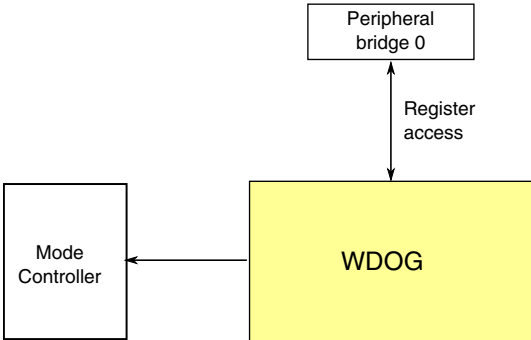 Peripheral
bridge 0
Register
access
Mode
Controller
WDOG